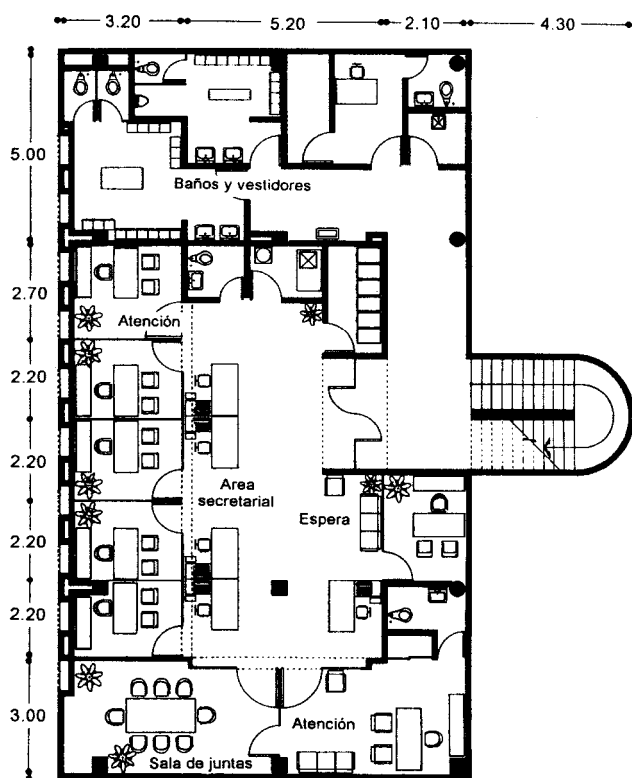 3.20 5.20 2.10 4.30
5.00
Baños y vestidores
2.70
Atención
2.20
2.20
Area
secretarial
Espera
2.20
2.20
3.00
Atención
Sala de juntas